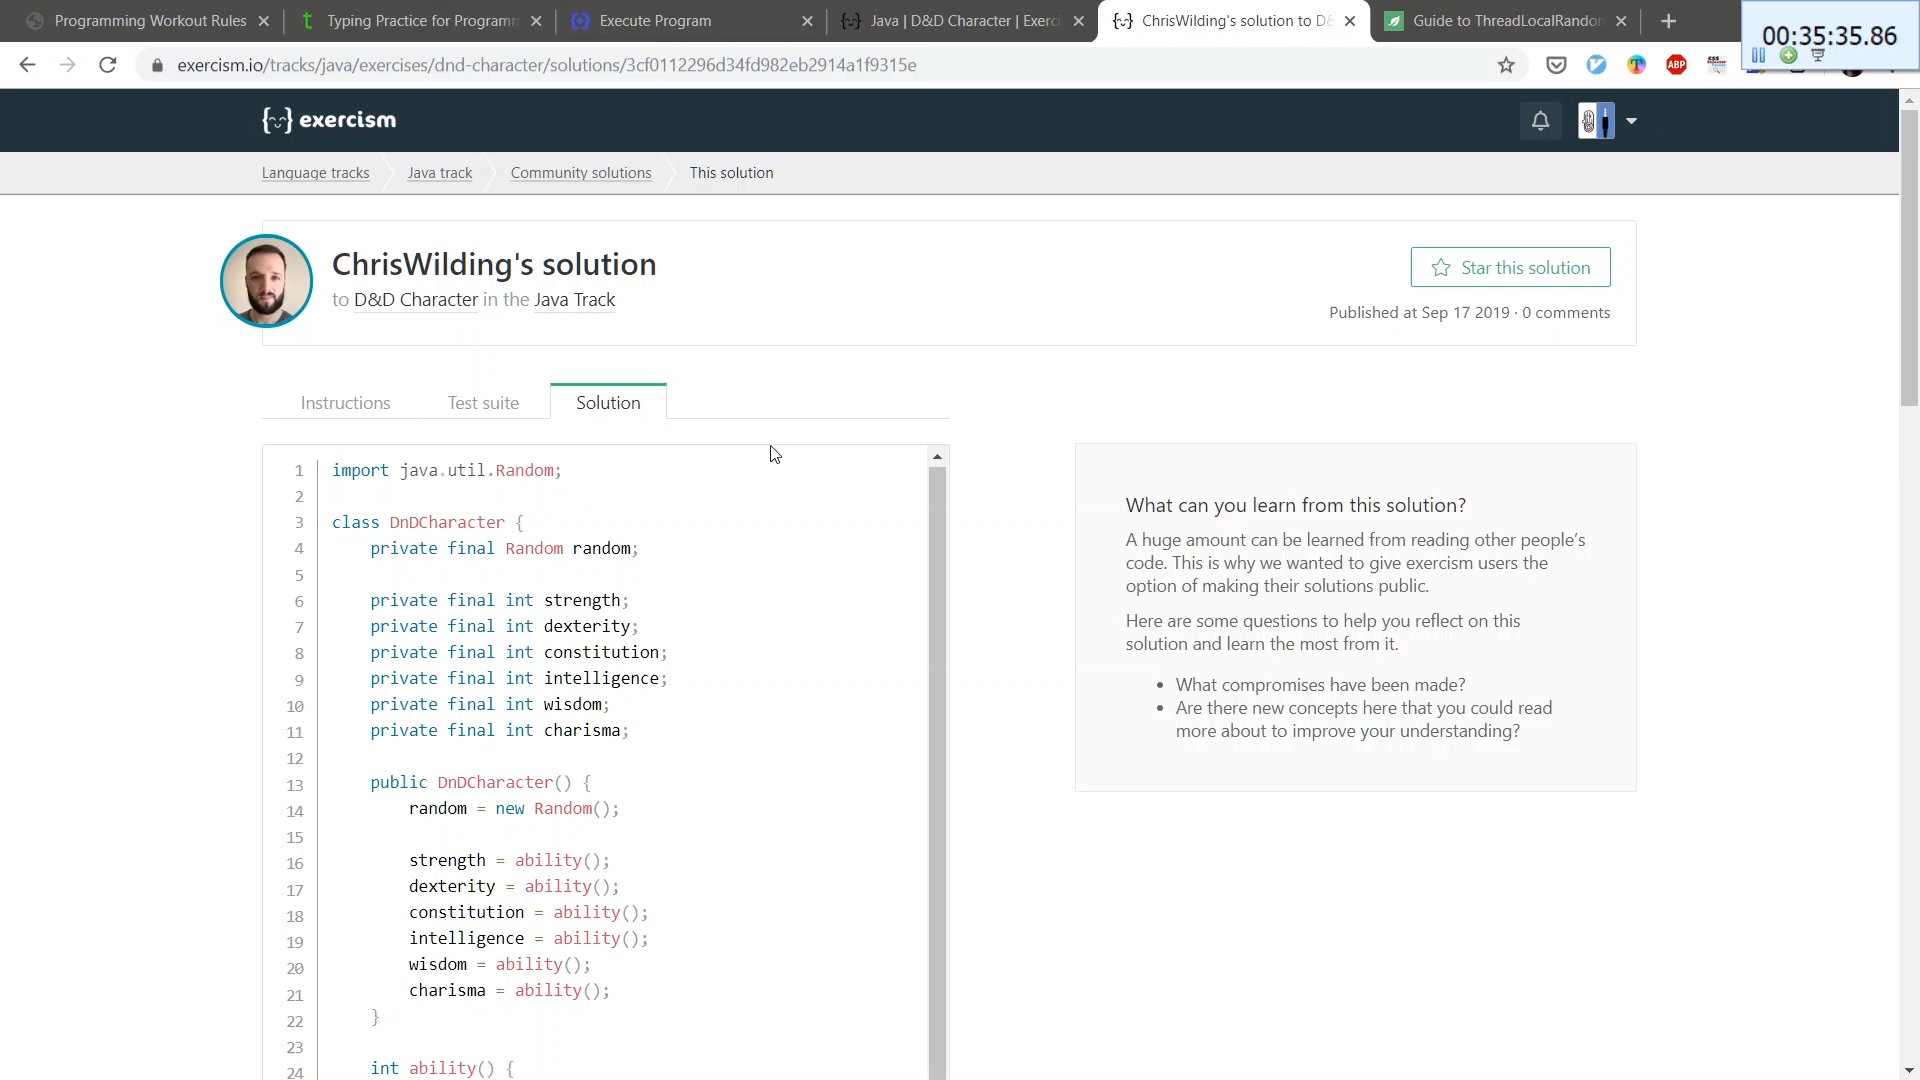 Programming Workout Rules
Typing Practice for Programm
Execute Program
Java | D&D Character | Exerci
ChrisWilding's solution to D&
Guide to ThreadLocalRandon
00:35:35.86
exercism.io/tracks/java/exercises/dnd-character/solutions/3cf0112296d34fd982eb2914a1f9315e
ABP
CSS
exercism
Language tracks
Java track
Community solutions
This solution
ChrisWilding's solution
to D&D Character in the Java Track
Star this solution
Published at Sep 17 2019 · 0 comments
Instructions
Test suite
Solution
1 import java.util.Random;
2
3 class DnDCharacter {
4 private final Random random;
5
6 private final int strength;
7 private final int dexterity;
8 private final int constitution;
9 private final int intelligence;
10 private final int wisdom;
11 private final int charisma;
12
13 public DnDCharacter() {
14 random = new Random();
15
16 strength = ability();
17 dexterity = ability();
18 constitution = ability();
19 intelligence = ability();
20 wisdom = ability();
21 charisma = ability();
22 }
23
24 int ability() {
What can you learn from this solution?
A huge amount can be learned from reading other people's
code. This is why we wanted to give exercism users the
option of making their solutions public.
Here are some questions to help you reflect on this
solution and learn the most from it.
• What compromises have been made?
• Are there new concepts here that you could read
more about to improve your understanding?